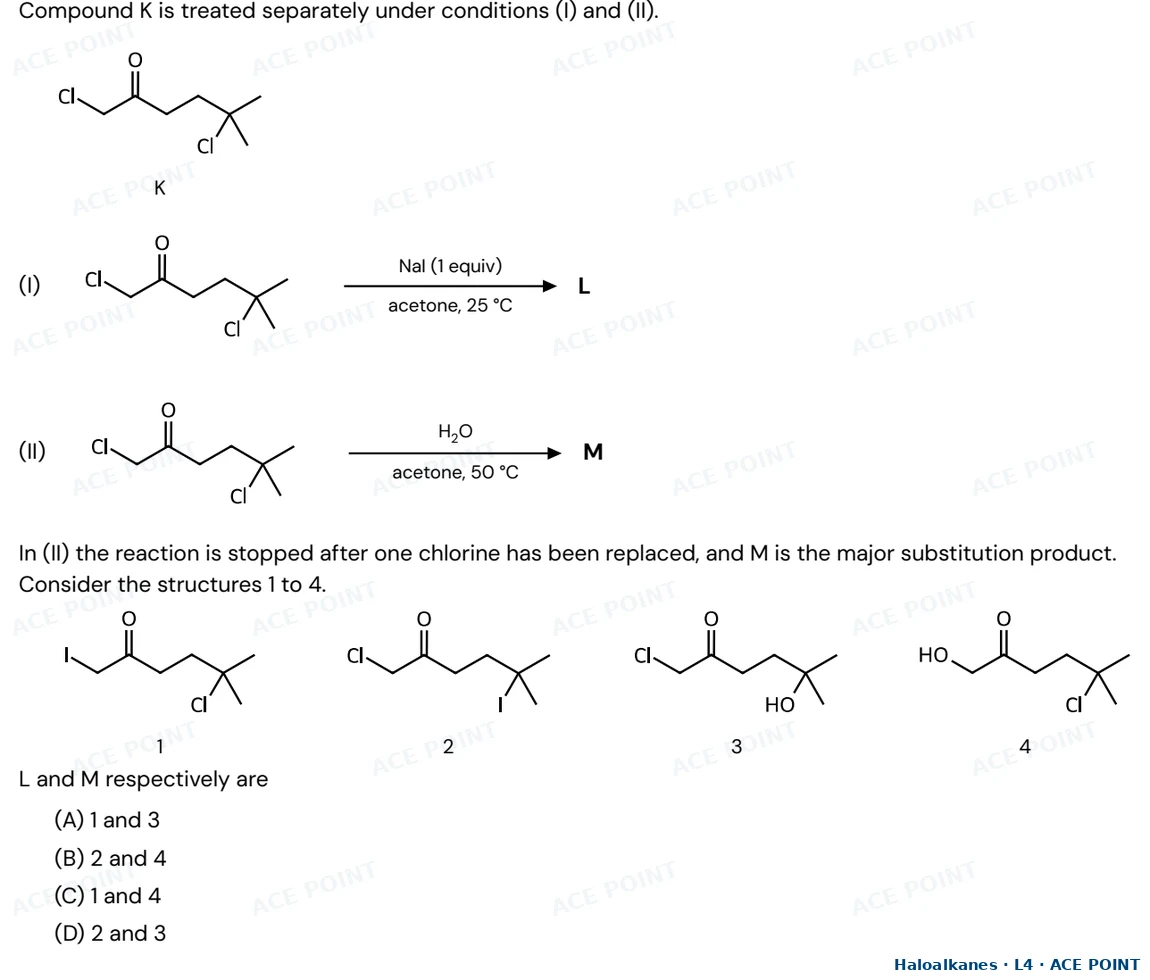 Compound K is treated separately under conditions (I) and (II).
O
Cl
Cl
K
O
(I)
Cl
Cl
NaI (1 equiv)
acetone, 25 °C
L
O
(II)
Cl
Cl
H₂O
acetone, 50 °C
M
In (II) the reaction is stopped after one chlorine has been replaced, and M is the major substitution product.
Consider the structures 1 to 4.
O O O O
I Cl Cl HO
Cl I HO Cl
1 2 3 4
L and M respectively are
(A) 1 and 3
(B) 2 and 4
(C) 1 and 4
(D) 2 and 3
Haloalkanes · L4 · ACE POINT
ACE POINT